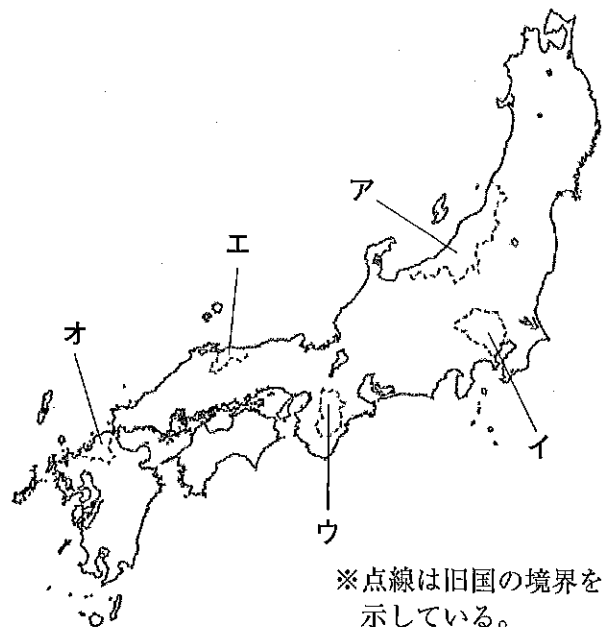 ア
エ
オ
イ
ウ
※点線は旧国の境界を
示している。